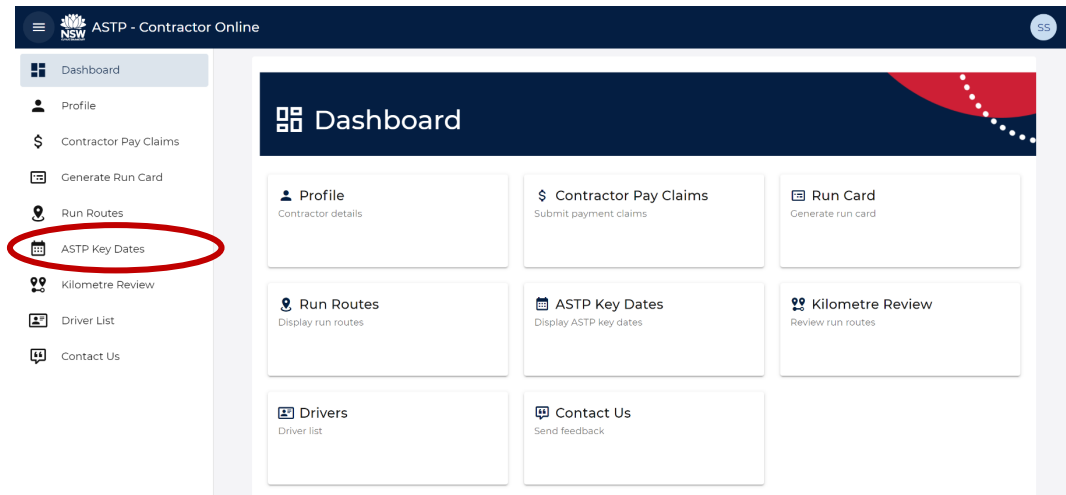 NSW
ASTP - Contractor Online
SS
Dashboard
Profile
Contractor Pay Claims
Generate Run Card
Run Routes
ASTP Key Dates
Kilometre Review
Driver List
Contact Us
Dashboard
Profile
Contractor details
Contractor Pay Claims
Submit payment claims
Run Card
Generate run card
Run Routes
Display run routes
ASTP Key Dates
Display ASTP key dates
Kilometre Review
Review run routes
Drivers
Driver list
Contact Us
Send feedback